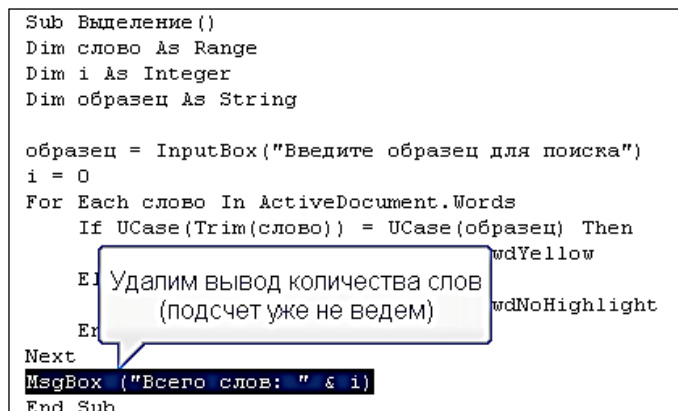 Sub Выделение()
Dim слово As Range
Dim i As Integer
Dim образец As String
образец = InputBox("Введите образец для поиска")
i = 0
For Each слово In ActiveDocument.Words
If UCase(Trim(слово)) = UCase(образец) Then
wdYellow
Удалим вывод количества слов
(подсчет уже не ведем)
wdNoHighlight
Next
MsgBox ("Всего слов: " & i)
End Sub